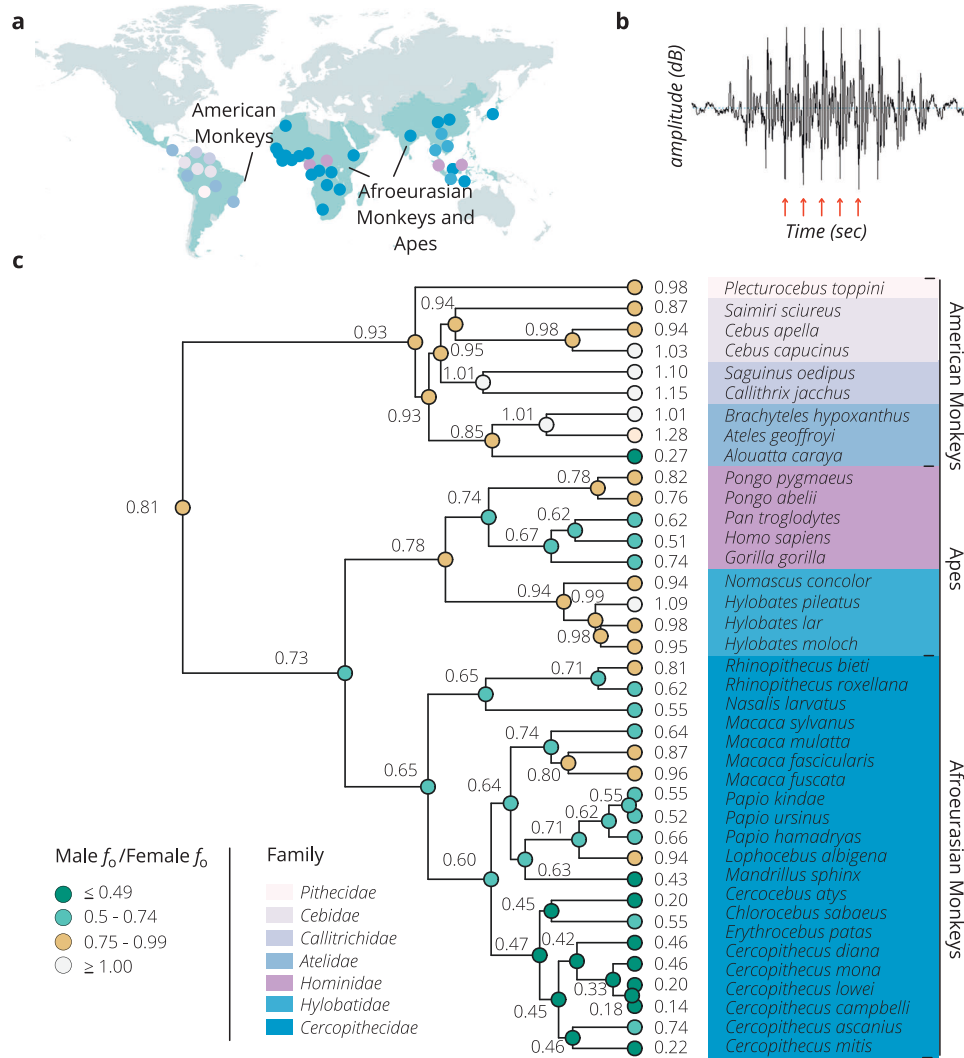 a
American
Monkeys
Afroeurasian
Monkeys and
Apes
b
amplitude (dB)
Time (sec)
c
0.98 Plecturocebus toppini
0.94
0.87 Saimiri sciureus
0.93
0.98
0.94 Cebus apella
0.95
1.03 Cebus capucinus
1.01
1.10 Saguinus oedipus
1.15 Callithrix jacchus
0.93
1.01
1.01 Brachyteles hypoxanthus
0.85
1.28 Ateles geoffroyi
0.27 Alouatta caraya
American Monkeys
0.81
0.78
0.82 Pongo pygmaeus
0.74
0.76 Pongo abelii
0.62
0.62 Pan troglodytes
0.67
0.51 Homo sapiens
0.78
0.74 Gorilla gorilla
0.94
0.99
0.94 Nomascus concolor
1.09 Hylobates pileatus
0.98
0.98 Hylobates lar
0.95 Hylobates moloch
Apes
0.73
0.71
0.81 Rhinopithecus bieti
0.65
0.62 Rhinopithecus roxellana
0.55 Nasalis larvatus
0.74
0.64 Macaca sylvanus
Macaca mulatta
0.87
Macaca fascicularis
0.65
0.64
0.80
0.96
Macaca fuscata
0.55
0.55
Papio kindae
0.62
0.52
Papio ursinus
0.71
0.66
Papio hamadryas
0.94
Lophocebus albigena
0.60
0.63
0.43
Mandrillus sphinx
0.45
0.20
Cercocebus atys
0.55
Chlorocebus sabaeus
Erythrocebus patas
0.47
0.42
0.46
Cercopithecus diana
0.46
Cercopithecus mona
0.33
0.20
Cercopithecus lowei
0.45
0.18
0.14
Cercopithecus campbelli
0.74
Cercopithecus ascanius
0.46
0.22
Cercopithecus mitis
Afroeurasian Monkeys
Male fo/Female fo
≤ 0.49
0.5 - 0.74
0.75 - 0.99
≥ 1.00
Family
Pithecidae
Cebidae
Callitrichidae
Atelidae
Hominidae
Hylobatidae
Cercopithecidae